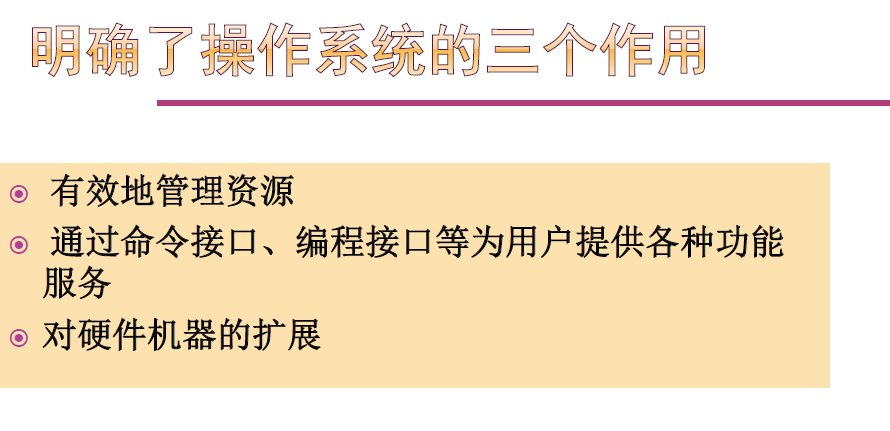 明确了操作系统的三个作用
有效地管理资源
通过命令接口、编程接口等为用户提供各种功能
服务
对硬件机器的扩展